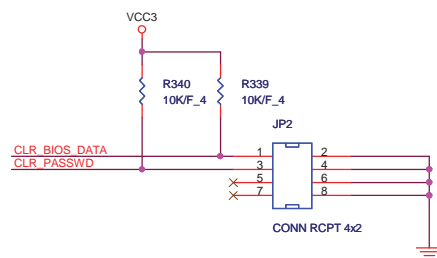 VCC3
R340
10K/F_4
R339
10K/F_4
JP2
CLR_BIOS_DATA
CLR_PASSWD
1
2
3
4
5
6
7
8
CONN RCPT 4x2